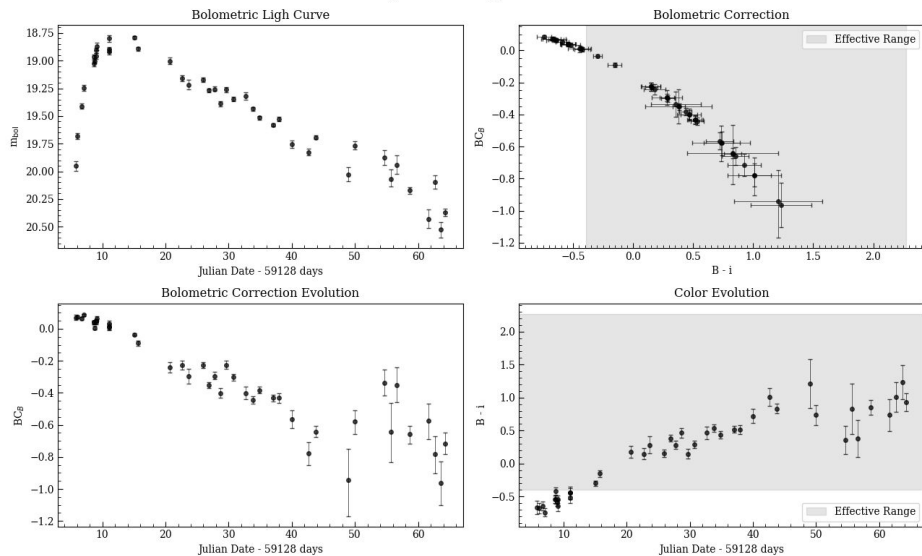 Bolometric Ligh Curve
18.75
19.00
19.25
19.50
19.75
20.00
20.25
20.50
m_bol
10 20 30 40 50 60
Julian Date - 59128 days
Bolometric Correction
Effective Range
0.0
−0.2
−0.4
−0.6
−0.8
−1.0
−1.2
BC_B
−0.5 0.0 0.5 1.0 1.5 2.0
B - i
Bolometric Correction Evolution
0.0
−0.2
−0.4
−0.6
−0.8
−1.0
−1.2
BC_B
10 20 30 40 50 60
Julian Date - 59128 days
Color Evolution
2.0
1.5
1.0
0.5
0.0
−0.5
B - i
Effective Range
10 20 30 40 50 60
Julian Date - 59128 days